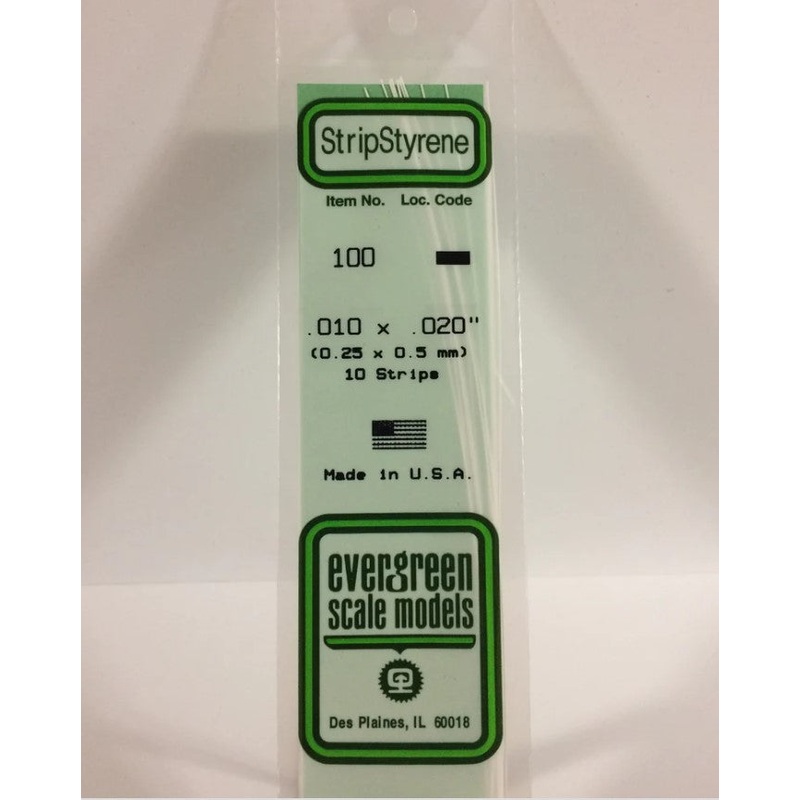 StripStyrene
Item No. Loc. Code
100
.010 x .020"
(0.25 x 0.5 mm)
10 Strips
Made in U.S.A.
evergreen
scale models
Des Plaines, IL 60018